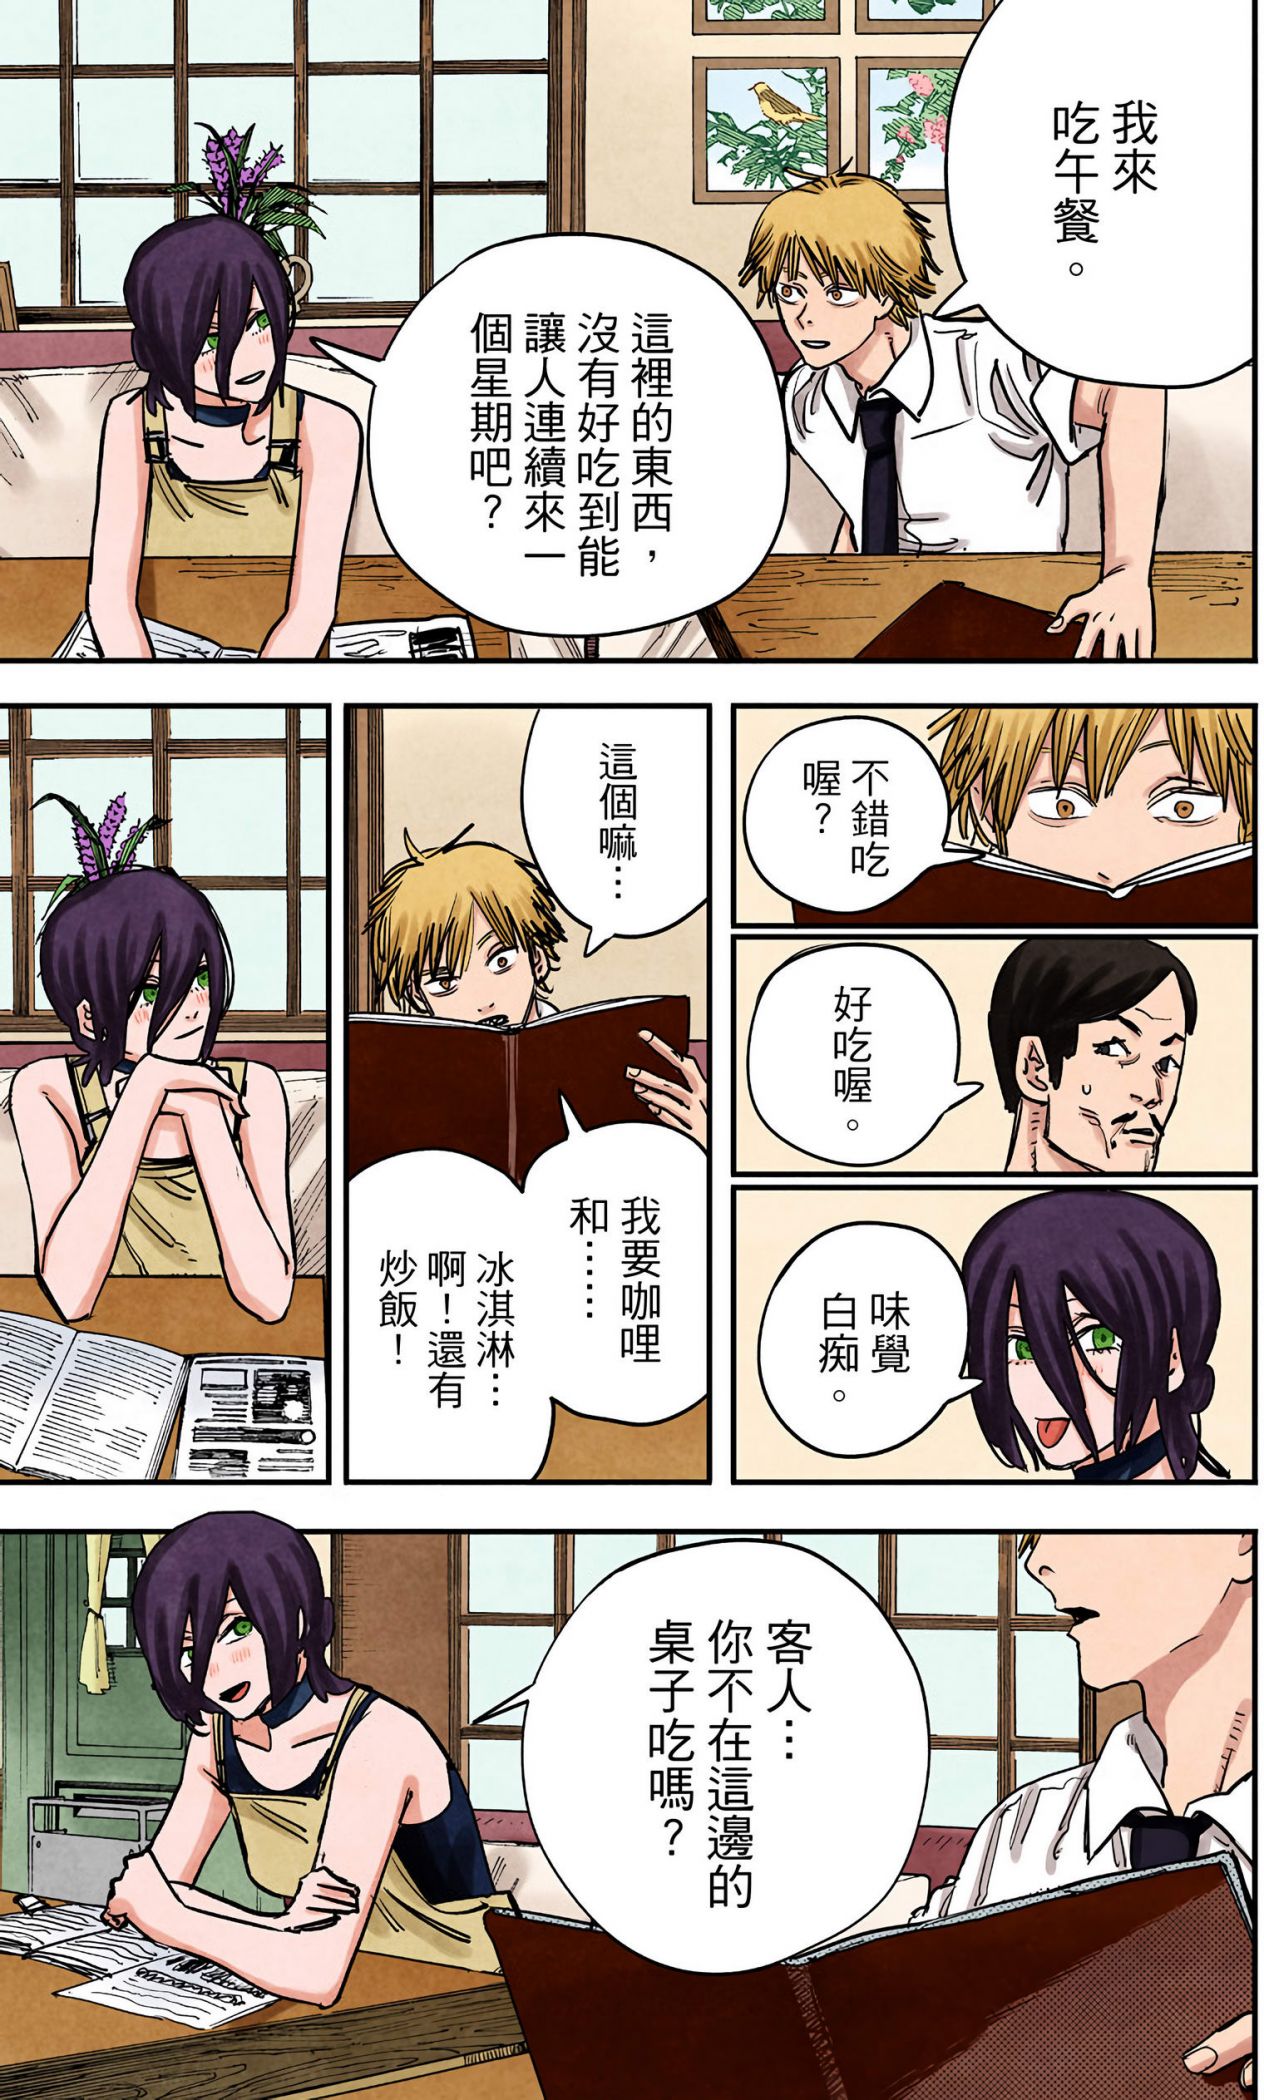 我來
吃午餐。
這裡的東西，
沒有好吃到能
讓人連續來一
個星期吧？
不錯吃
喔？
好吃喔。
味覺
白痴。
這個嘛…
我要咖哩
和……
冰淇淋…
啊！還有
炒飯！
客人…
你不在這邊的
桌子吃嗎？